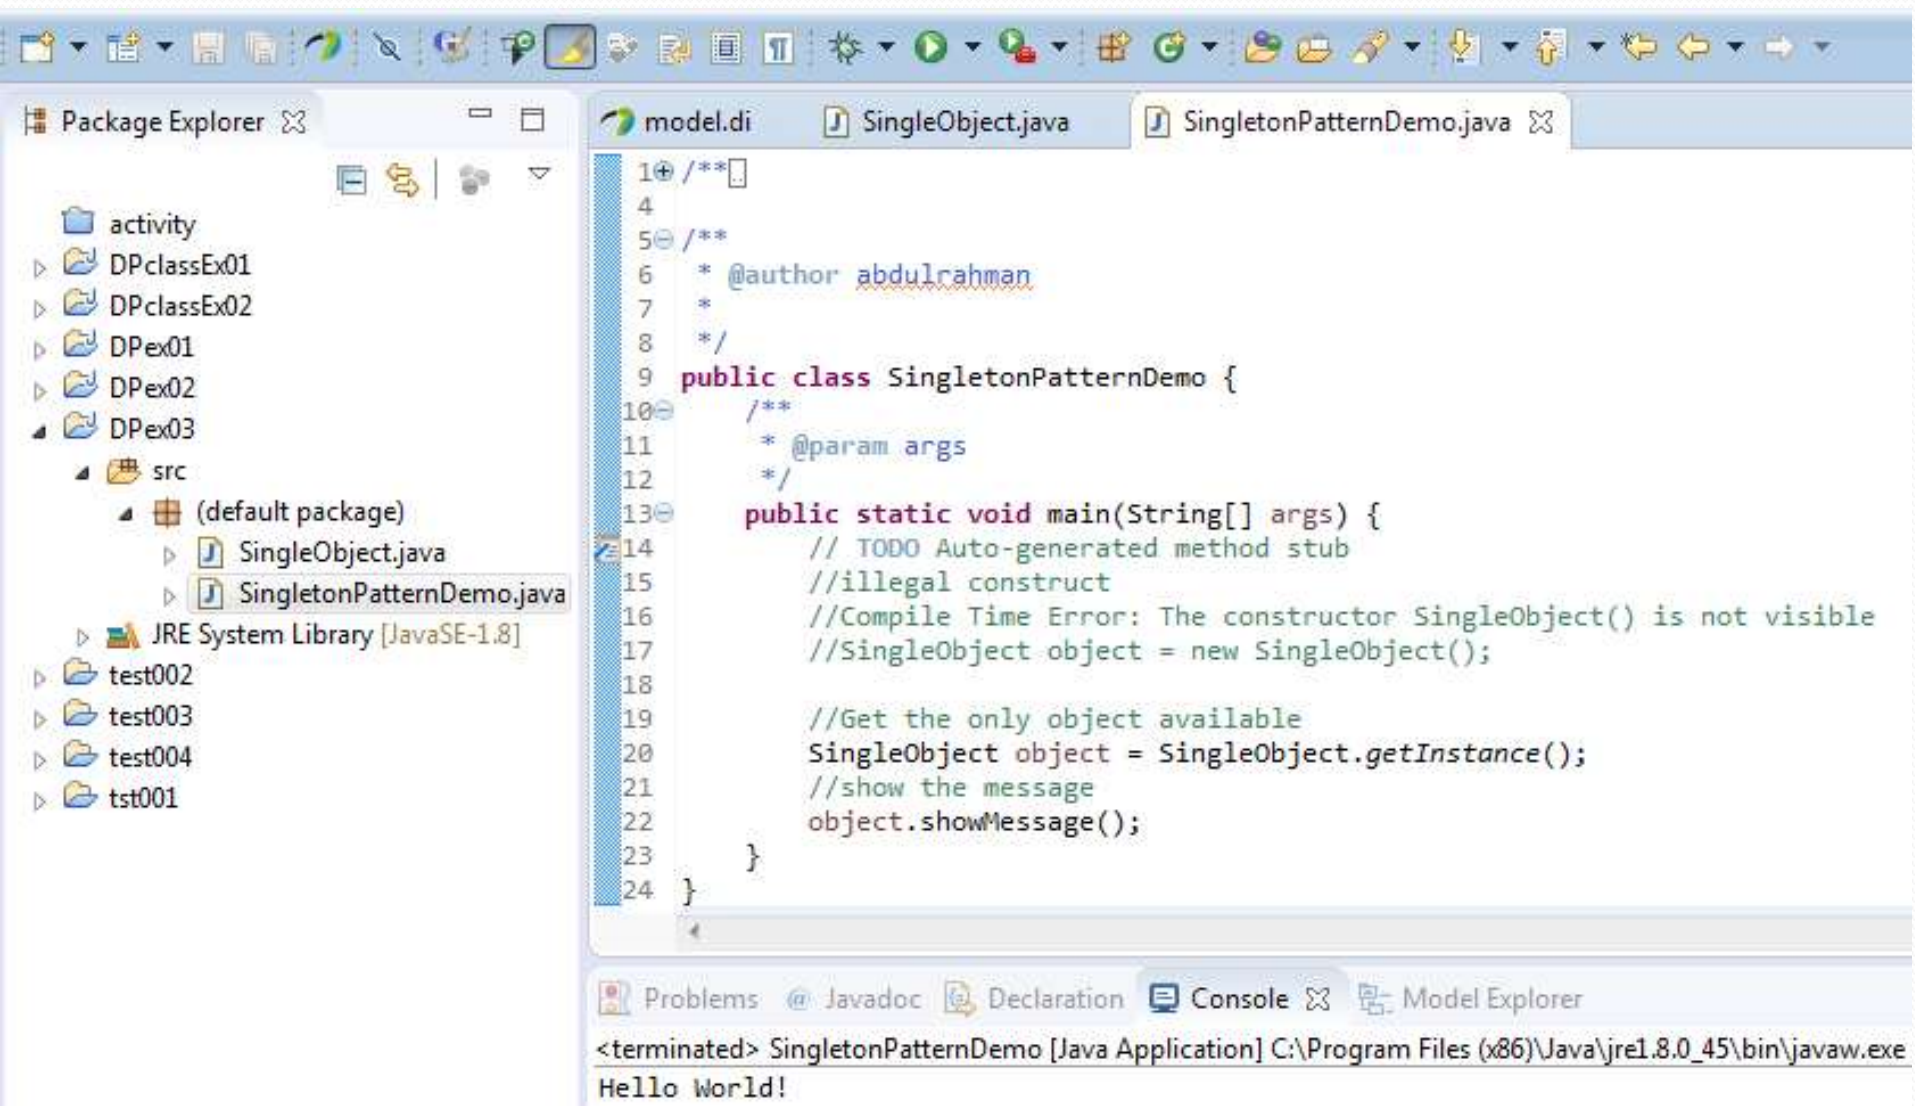 Package Explorer
activity
DPclassEx01
DPclassEx02
DPex01
DPex02
DPex03
src
(default package)
SingleObject.java
SingletonPatternDemo.java
JRE System Library [JavaSE-1.8]
test002
test003
test004
tst001
model.di SingleObject.java SingletonPatternDemo.java
1 /**
4
5 /**
6 * @author abdulrahman
7 *
8 */
9 public class SingletonPatternDemo {
10 /**
11 * @param args
12 */
13 public static void main(String[] args) {
14 // TODO Auto-generated method stub
15 //illegal construct
16 //Compile Time Error: The constructor SingleObject() is not visible
17 //SingleObject object = new SingleObject();
18
19 //Get the only object available
20 SingleObject object = SingleObject.getInstance();
21 //show the message
22 object.showMessage();
23 }
24 }
Problems @ Javadoc Declaration Console Model Explorer
<terminated> SingletonPatternDemo [Java Application] C:\Program Files (x86)\Java\jre1.8.0_45\bin\javaw.exe
Hello World!